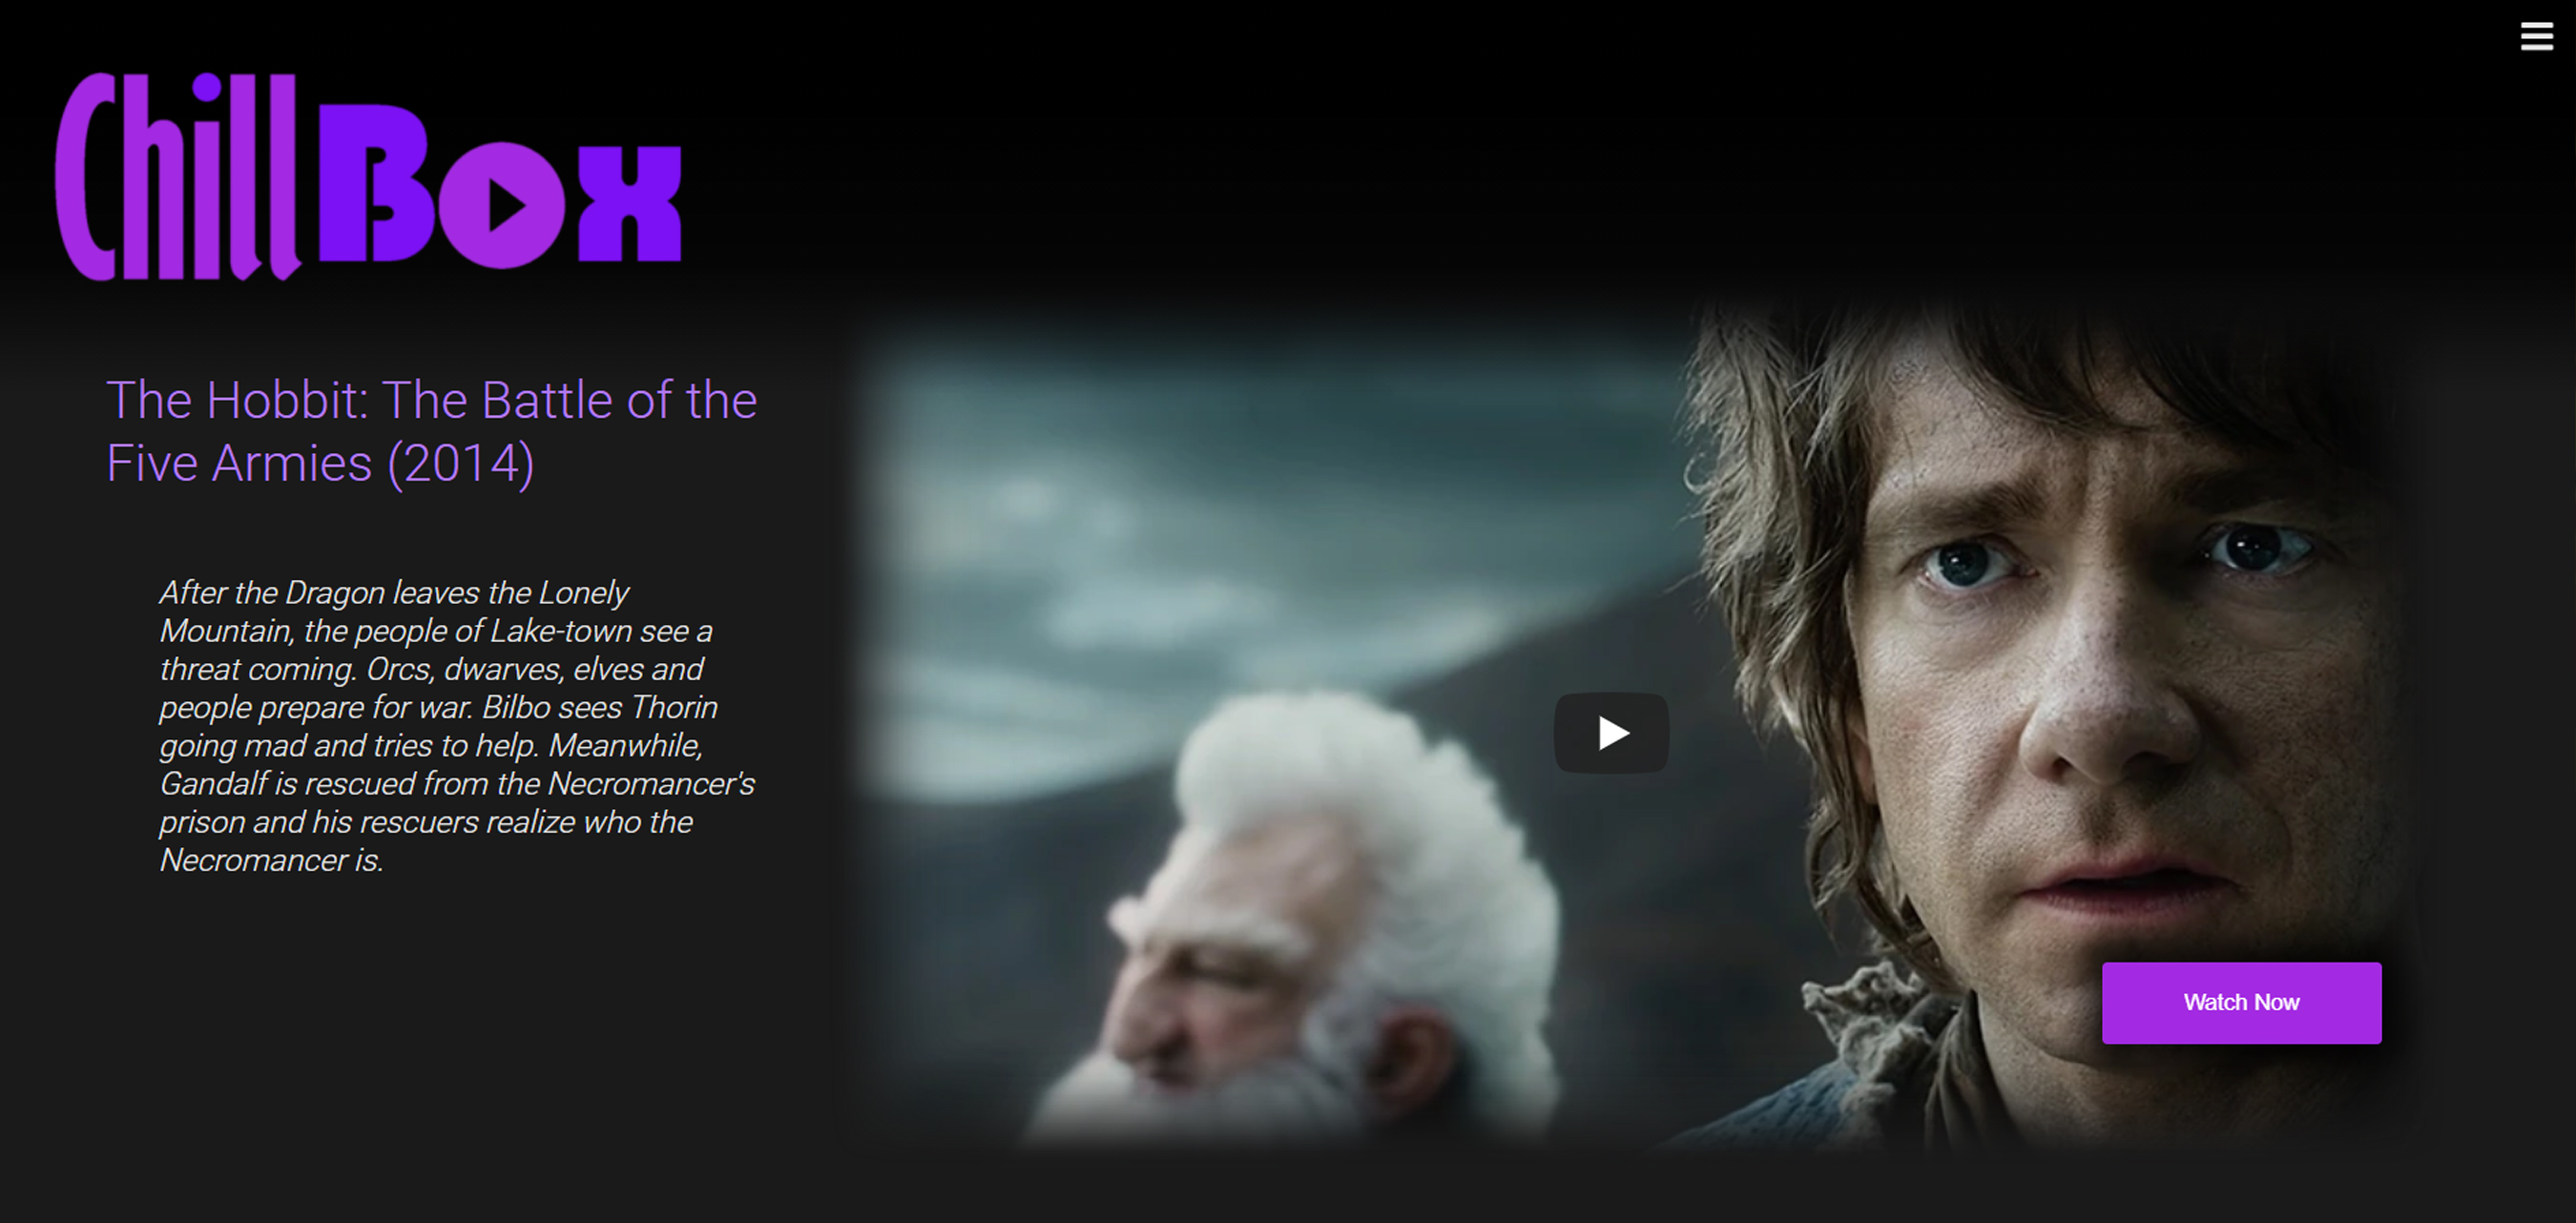 ChillBox
The Hobbit: The Battle of the
Five Armies (2014)
After the Dragon leaves the Lonely
Mountain, the people of Lake-town see a
threat coming. Orcs, dwarves, elves and
people prepare for war. Bilbo sees Thorin
going mad and tries to help. Meanwhile,
Gandalf is rescued from the Necromancer's
prison and his rescuers realize who the
Necromancer is.
Watch Now